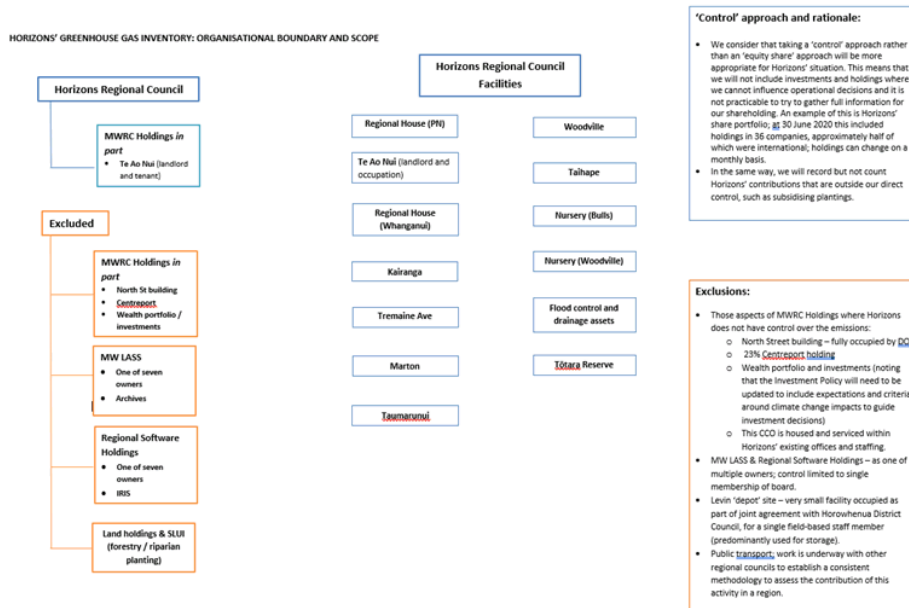 HORIZONS' GREENHOUSE GAS INVENTORY: ORGANISATIONAL BOUNDARY AND SCOPE
Horizons Regional Council
MWRC Holdings in
part
• Te Ao Nui (landlord
and tenant)
Excluded
MWRC Holdings in
part
• North St building
• Centreport
• Wealth portfolio /
investments
MW LASS
• One of seven
owners
• Archives
Regional Software
Holdings
• One of seven
owners
• IRIS
Land holdings & SLUI
(forestry / riparian
planting)
Horizons Regional Council
Facilities
Regional House (PN)
Te Ao Nui (landlord and
occupation)
Regional House
(Whanganui)
Kairanga
Tremaine Ave
Marton
Taumarunui
Woodville
Taihape
Nursery (Bulls)
Nursery (Woodville)
Flood control and
drainage assets
Tōtara Reserve
'Control' approach and rationale:
• We consider that taking a 'control' approach rather
than an 'equity share' approach will be more
appropriate for Horizons' situation. This means that
we will not include investments and holdings where
we cannot influence operational decisions and it is
not practicable to try to gather full information for
our shareholding. An example of this is Horizons'
share portfolio; at 30 June 2020 this included
holdings in 36 companies, approximately half of
which were international; holdings can change on a
monthly basis.
• In the same way, we will record but not count
Horizons' contributions that are outside our direct
control, such as subsidising plantings.
Exclusions:
• Those aspects of MWRC Holdings where Horizons
does not have control over the emissions:
o North Street building – fully occupied by DO
o 23% Centreport holding
o Wealth portfolio and investments (noting
that the Investment Policy will need to be
updated to include expectations and criteria
around climate change impacts to guide
investment decisions)
o This CCO is housed and serviced within
Horizons' existing offices and staffing.
• MW LASS & Regional Software Holdings – as one of
multiple owners; control limited to single
membership of board.
• Levin 'depot' site – very small facility occupied as
part of joint agreement with Horowhenua District
Council, for a single field-based staff member
(predominantly used for storage).
• Public transport; work is underway with other
regional councils to establish a consistent
methodology to assess the contribution of this
activity in a region.